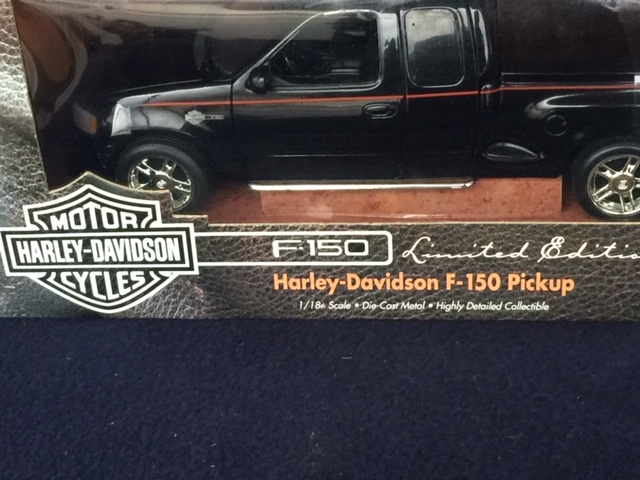 MOTOR
HARLEY-DAVIDSON
CYCLES
F-150
Limited
Harley-Davidson F-150 Pickup
1/18th Scale • Die-Cast Metal • Highly Detailed Collectible